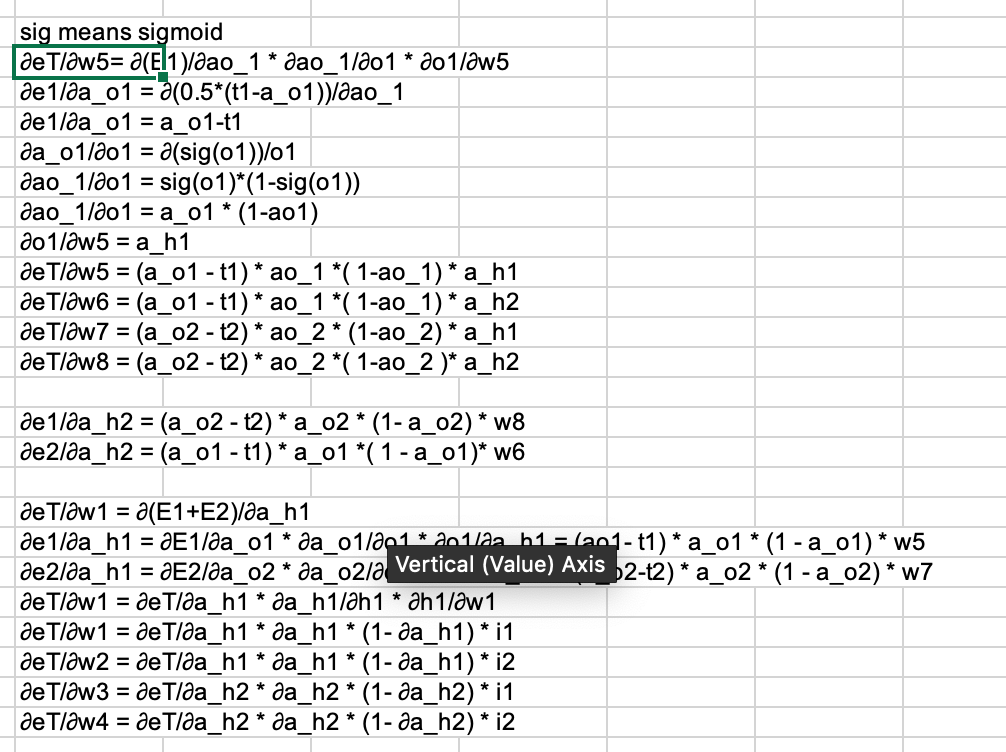 sig means sigmoid
∂eT/∂w5= ∂(E1)/∂ao_1 * ∂ao_1/∂o1 * ∂o1/∂w5
∂e1/∂a_o1 = ∂(0.5*(t1-a_o1))/∂ao_1
∂e1/∂a_o1 = a_o1-t1
∂a_o1/∂o1 = ∂(sig(o1))/o1
∂ao_1/∂o1 = sig(o1)*(1-sig(o1))
∂ao_1/∂o1 = a_o1 * (1-ao1)
∂o1/∂w5 = a_h1
∂eT/∂w5 = (a_o1 - t1) * ao_1 *( 1-ao_1) * a_h1
∂eT/∂w6 = (a_o1 - t1) * ao_1 *( 1-ao_1) * a_h2
∂eT/∂w7 = (a_o2 - t2) * ao_2 * (1-ao_2) * a_h1
∂eT/∂w8 = (a_o2 - t2) * ao_2 *( 1-ao_2 )* a_h2
∂e1/∂a_h2 = (a_o2 - t2) * a_o2 * (1- a_o2) * w8
∂e2/∂a_h2 = (a_o1 - t1) * a_o1 *( 1 - a_o1)* w6
∂eT/∂w1 = ∂(E1+E2)/∂a_h1
∂e1/∂a_h1 = ∂E1/∂a_o1 * ∂a_o1/∂o1 * ∂o1/∂a_h1 = (ao1- t1) * a_o1 * (1 - a_o1) * w5
∂e2/∂a_h1 = ∂E2/∂a_o2 * ∂a_o2/ o2-t2) * a_o2 * (1 - a_o2) * w7
Vertical (Value) Axis
∂eT/∂w1 = ∂eT/∂a_h1 * ∂a_h1/∂h1 * ∂h1/∂w1
∂eT/∂w1 = ∂eT/∂a_h1 * ∂a_h1 * (1- ∂a_h1) * i1
∂eT/∂w2 = ∂eT/∂a_h1 * ∂a_h1 * (1- ∂a_h1) * i2
∂eT/∂w3 = ∂eT/∂a_h2 * ∂a_h2 * (1- ∂a_h2) * i1
∂eT/∂w4 = ∂eT/∂a_h2 * ∂a_h2 * (1- ∂a_h2) * i2